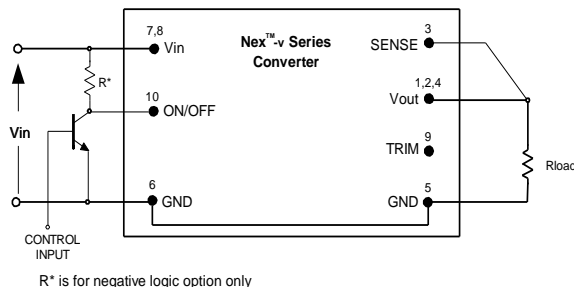 7,8
Vin
Nex™-v Series
Converter
3
SENSE
R*
1,2,4
Vout
10
ON/OFF
Vin
9
TRIM
Rload
6
GND
5
GND
CONTROL
INPUT
R* is for negative logic option only